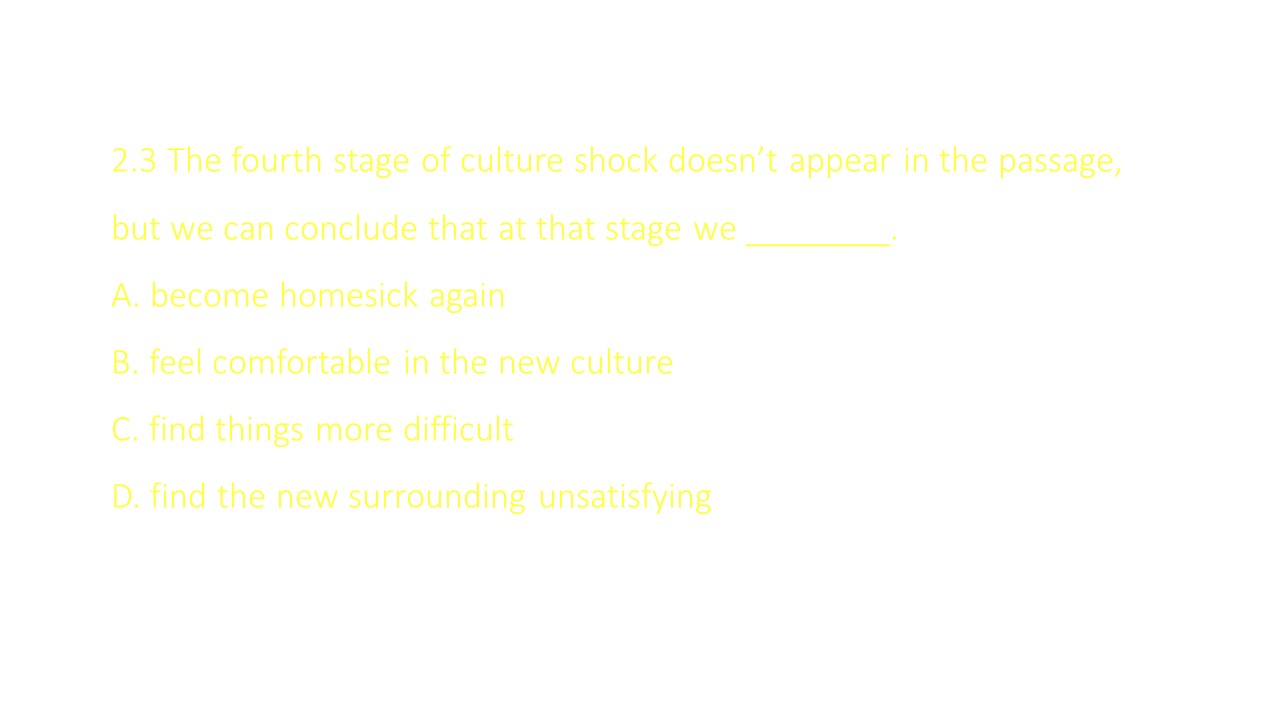 2.3 The fourth stage of culture shock doesn’t appear in the passage,
but we can conclude that at that stage we ________.
A. become homesick again
B. feel comfortable in the new culture
C. find things more difficult
D. find the new surrounding unsatisfying